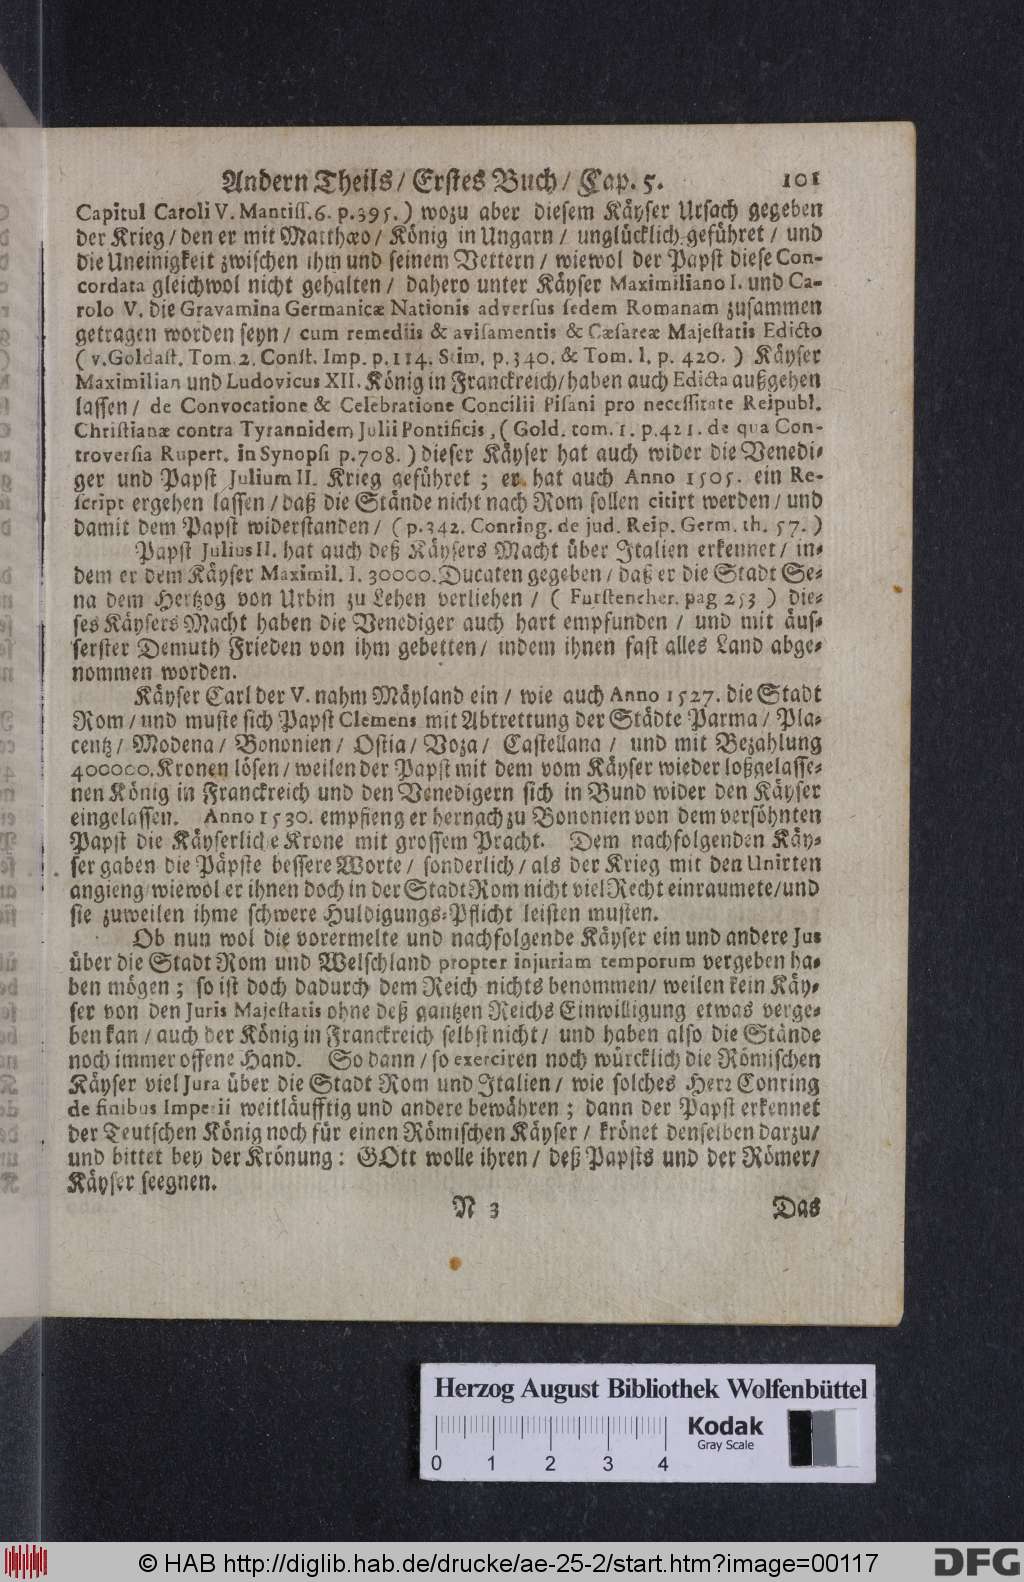 Andern Theils/ Erstes Buch/ Cap. 5. 101
Capitul Caroli V. Mantiss. 6. p. 395. ) wozu aber diesem Käyser Ursach gegeben
der Krieg/ den er mit Matthæo/ König in Ungarn/ unglücklich geführet/ und
die Uneinigkeit zwischen ihm und seinem Vettern/ wiewol der Papst diese Con-
cordata gleichwol nicht gehalten/ dahero unter Käyser Maximiliano I. und Ca-
rolo V. die Gravamina Germanicæ Nationis adversus sedem Romanam zusammen
getragen worden seyn/ cum remediis & avisamentis & Cæsareæ Majestatis Edicto
( v. Goldast. Tom. 2. Const. Imp. p. 114. p. 340. & Tom. 1. p. 420. ) Käyser
Maximilian und Ludovicus XII. König in Franckreich/ haben auch Edicta außgehen
lassen/ de Convocatione & Celebratione Concilii Pisani pro necessitate Reipubl.
Christianæ contra Tyrannidem Julii Pontificis, ( Gold. tom. 1. p. 421. de qua Con-
troversia Rupert. in Synopsi p. 708. ) dieser Käyser hat auch wider die Venedi-
ger und Papst Julium II. Krieg geführet ; er hat auch Anno 1505. ein Re-
script ergehen lassen/ daß die Stände nicht nach Rom sollen citirt werden/ und
damit dem Papst widerstanden/ ( p. 342. Conring. de jud. Reip. Germ. th. 57. )
Papst Julius II. hat auch deß Käysers Macht über Italien erkennet/ in-
dem er dem Käyser Maximil. I. 30000. Ducaten gegeben/ daß er die Stadt Se-
na dem Hertzog von Urbin zu Lehen verliehen/ ( Furstencher. pag 253 ) die-
ses Käysers Macht haben die Venediger auch hart empfunden/ und mit äus-
serster Demuth Frieden von ihm gebetten/ indem ihnen fast alles Land abge-
nommen worden.
Käyser Carl der V. nahm Mäyland ein/ wie auch Anno 1527. die Stadt
Rom/ und muste sich Papst Clemens mit Abtrettung der Städte Parma/ Pla-
centz/ Modena/ Bononien/ Ostia/ Voza/ Castellana/ und mit Bezahlung
400000. Kronen lösen/ weilen der Papst mit dem vom Käyser wieder loßgelasse-
nen König in Franckreich und den Venedigern sich in Bund wider den Käyser
eingelassen. Anno 1530. empfieng er hernach zu Bononien von dem versöhnten
Papst die Käyserliche Krone mit grossem Pracht. Dem nachfolgenden Käy-
ser gaben die Päpste bessere Worte/ sonderlich/ als der Krieg mit den Unirten
angieng/ wiewol er ihnen doch in der Stadt Rom nicht viel Recht einraumete/ und
sie zuweilen ihme schwere Huldigungs-Pflicht leisten musten.
Ob nun wol die vorermelte und nachfolgende Käyser ein und andere Jus
über die Stadt Rom und Welschland propter injuriam temporum vergeben ha-
ben mögen ; so ist doch dadurch dem Reich nichts benommen/ weilen kein Käy-
ser von den Juris Majestatis ohne deß gantzen Reichs Einwilligung etwas verge-
ben kan/ auch der König in Franckreich selbst nicht/ und haben also die Stände
noch immer offene Hand. So dann/ so exerciren noch würcklich die Römischen
Käyser viel Jura über die Stadt Rom und Italien/ wie solches Herr Conring
de finibus Imperii weitläufftig und andere bewähren ; dann der Papst erkennet
der Teutschen König noch für einen Römischen Käyser/ krönet denselben darzu/
und bittet bey der Krönung : GOtt wolle ihren/ deß Papsts und der Römer/
Käyser seegnen.
N 3 Das
Herzog August Bibliothek Wolfenbüttel
Kodak
Gray Scale
0 1 2 3 4
© HAB http://diglib.hab.de/drucke/ae-25-2/start.htm?image=00117
DFG